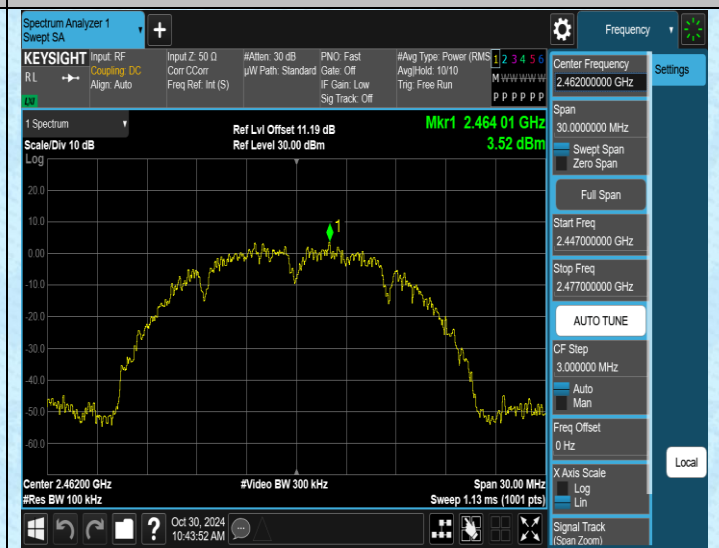 Spectrum Analyzer 1
Swept SA
Frequency
KEYSIGHT
R L
Input: RF
Coupling: DC
Align: Auto
Input Z: 50 Ω
Corr CCorr
Freq Ref: Int (S)
#Atten: 30 dB
µW Path: Standard
PNO: Fast
Gate: Off
IF Gain: Low
Sig Track: Off
#Avg Type: Power (RMS
Avg|Hold: 10/10
Trig: Free Run
1 2 3 4 5 6
M W W W W W
P P P P P P
1 Spectrum
Scale/Div 10 dB
Ref Lvl Offset 11.19 dB
Ref Level 30.00 dBm
Mkr1 2.464 01 GHz
3.52 dBm
Log
20.0
10.0
0.00
-10.0
-20.0
-30.0
-40.0
-50.0
-60.0
1
Center 2.46200 GHz
#Res BW 100 kHz
#Video BW 300 kHz
Span 30.00 MHz
Sweep 1.13 ms (1001 pts)
?
Oct 30, 2024
10:43:52 AM
Center Frequency
2.462000000 GHz
Settings
Span
30.0000000 MHz
Swept Span
Zero Span
Full Span
Start Freq
2.447000000 GHz
Stop Freq
2.477000000 GHz
AUTO TUNE
CF Step
3.000000 MHz
Auto
Man
Freq Offset
0 Hz
X Axis Scale
Log
Lin
Local
Signal Track
(Span Zoom)